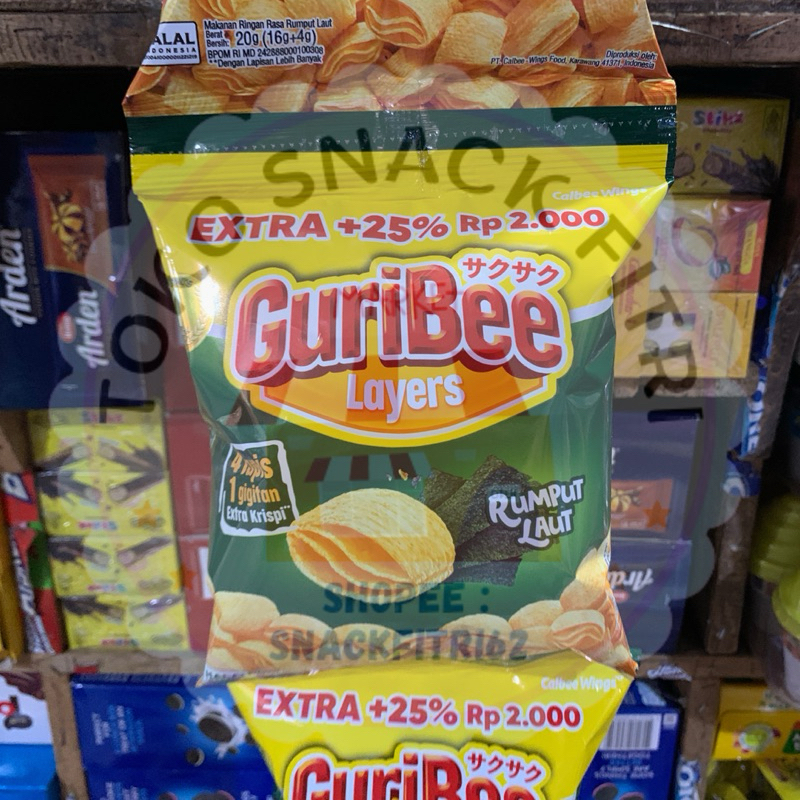 HALAL
INDONESIA
Makanan Ringan Rasa Rumput Laut
Berat Bersih: 20g (16g+4g)
BPOM RI MD 242888000100308
**Dengan Lapisan Lebih Banyak
Diproduksi oleh:
PT. Calbee-Wings Food, Karawang 41371, Indonesia
TOKO SNACK FITRI
Calbee Wings
EXTRA +25% Rp 2.000
サクサク
GuriBee
Layers
4 lapis
1 gigitan
Extra Krispi**
RUMPUT
LAUT
SHOPEE :
SNACKFITRI62
Calbee Wings
EXTRA +25% Rp 2.000
サクサク
GuriBee
Arden
Arden
Stikz